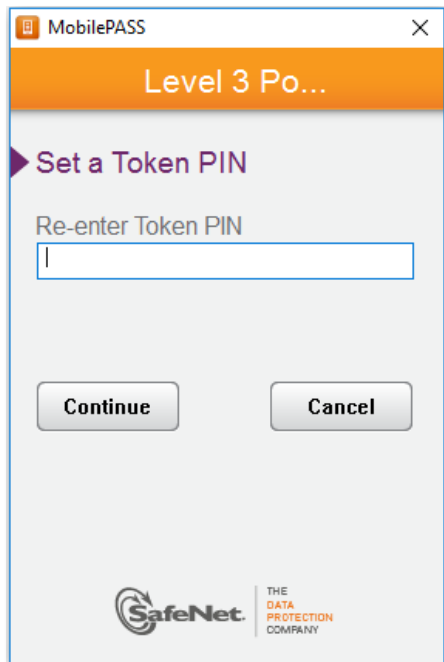 MobilePASS
Level 3 Po...
Set a Token PIN
Re-enter Token PIN
Continue
Cancel
SafeNet.
THE
DATA
PROTECTION
COMPANY